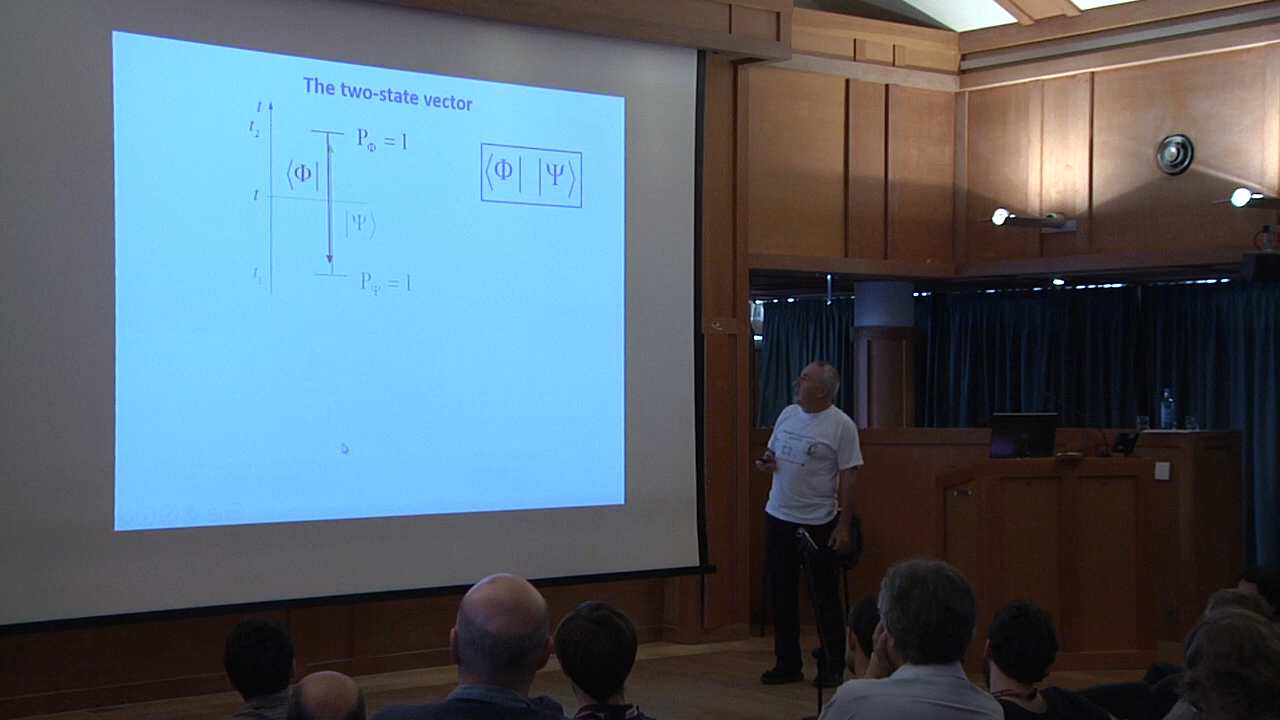 The two-state vector
t
t₂
P_Φ = 1
⟨Φ|
⟨Φ| |Ψ⟩
t
|Ψ⟩
t₁
P_Ψ = 1